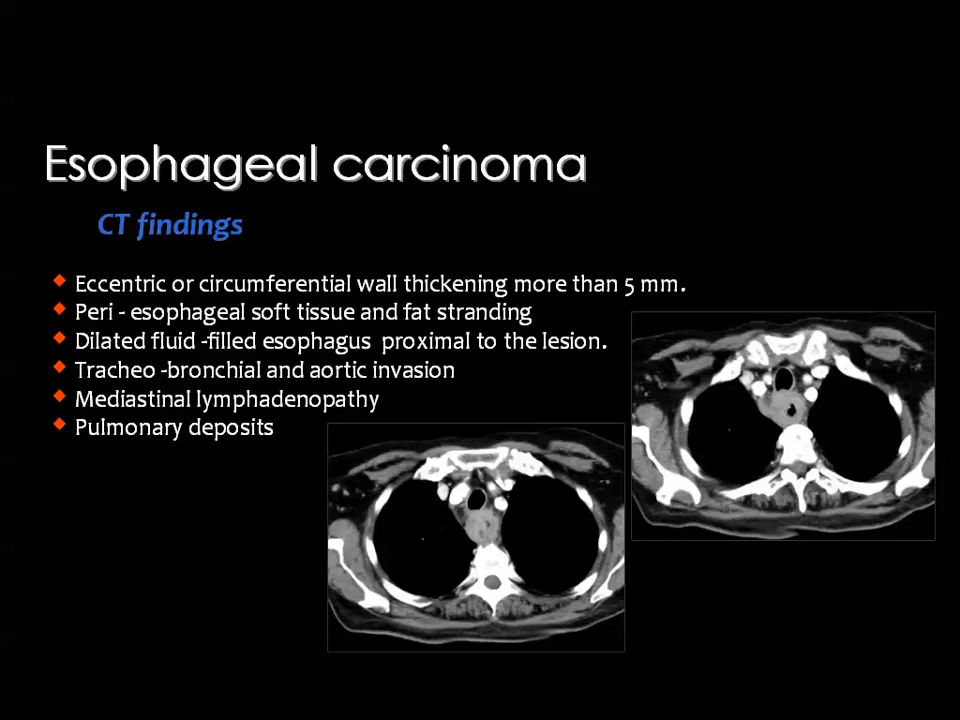 Esophageal carcinoma
CT findings
Eccentric or circumferential wall thickening more than 5 mm.
Peri - esophageal soft tissue and fat stranding
Dilated fluid -filled esophagus proximal to the lesion.
Tracheo -bronchial and aortic invasion
Mediastinal lymphadenopathy
Pulmonary deposits